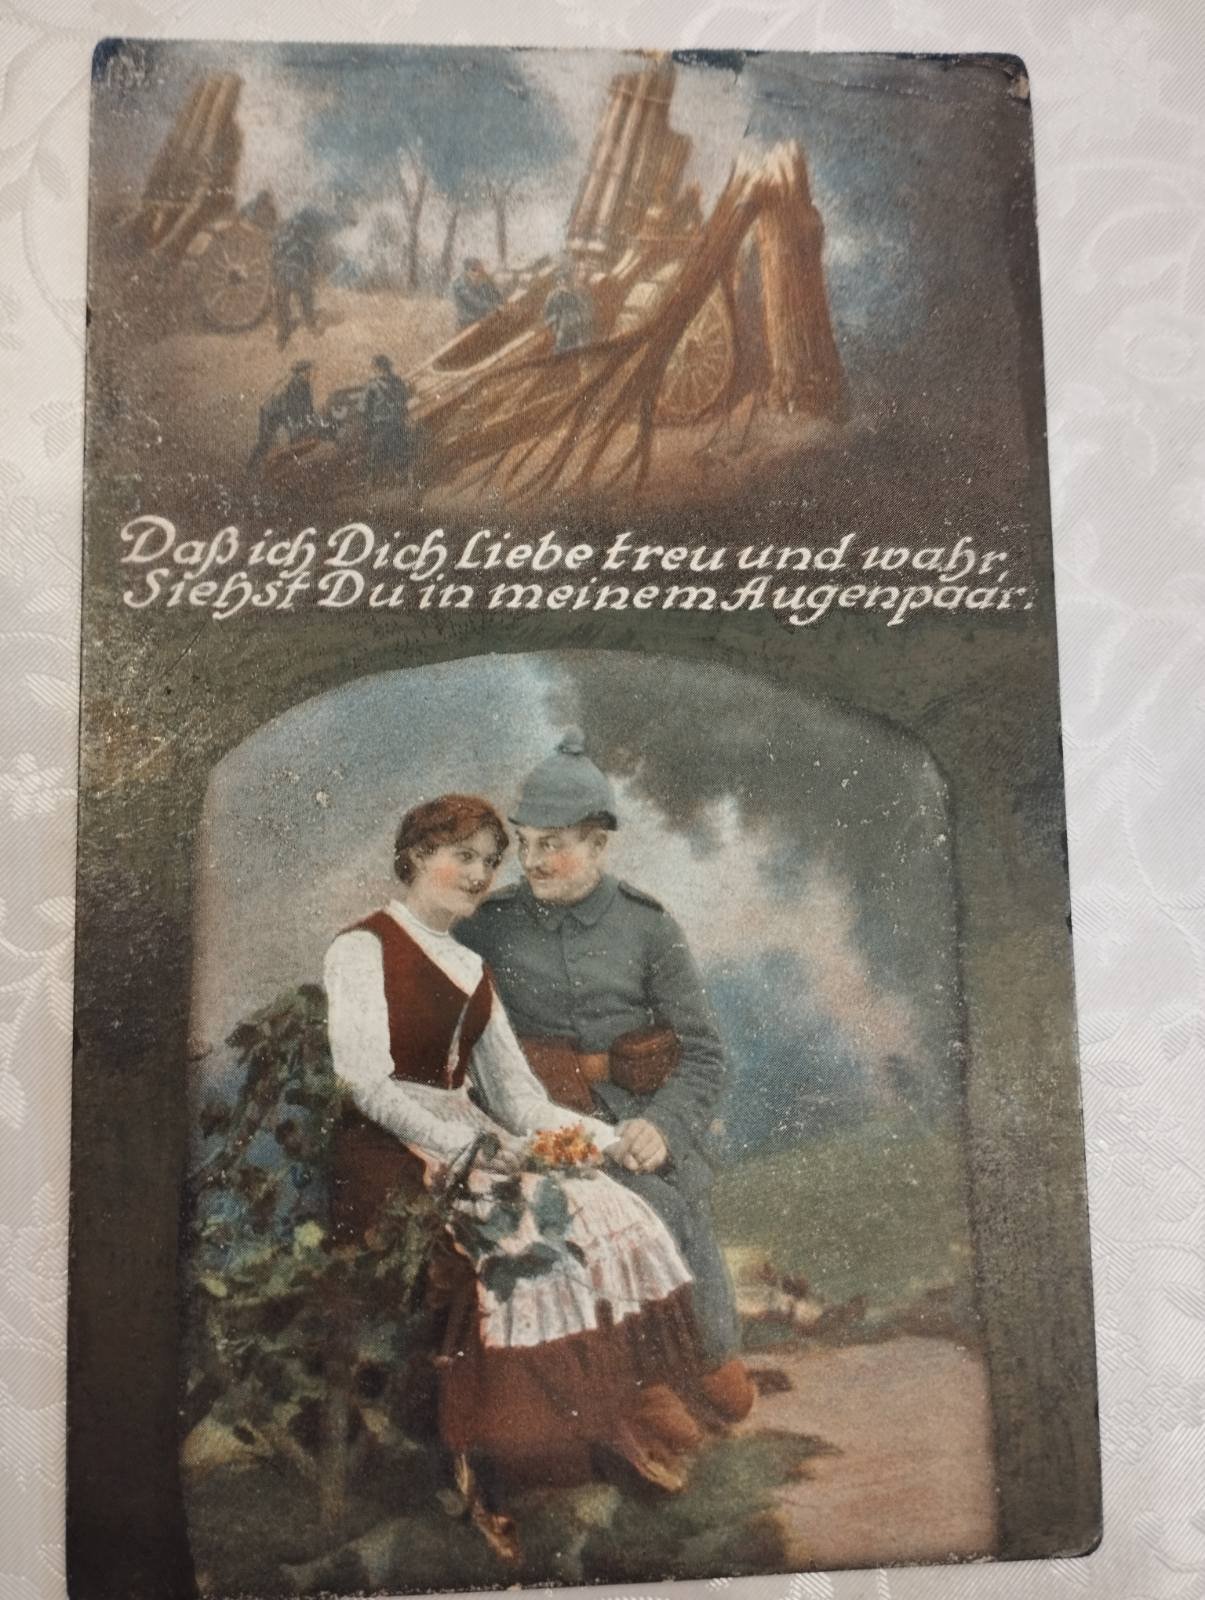 Daß ich Dich Liebe treu und wahr,
Siehst Du in meinem Augenpaar.